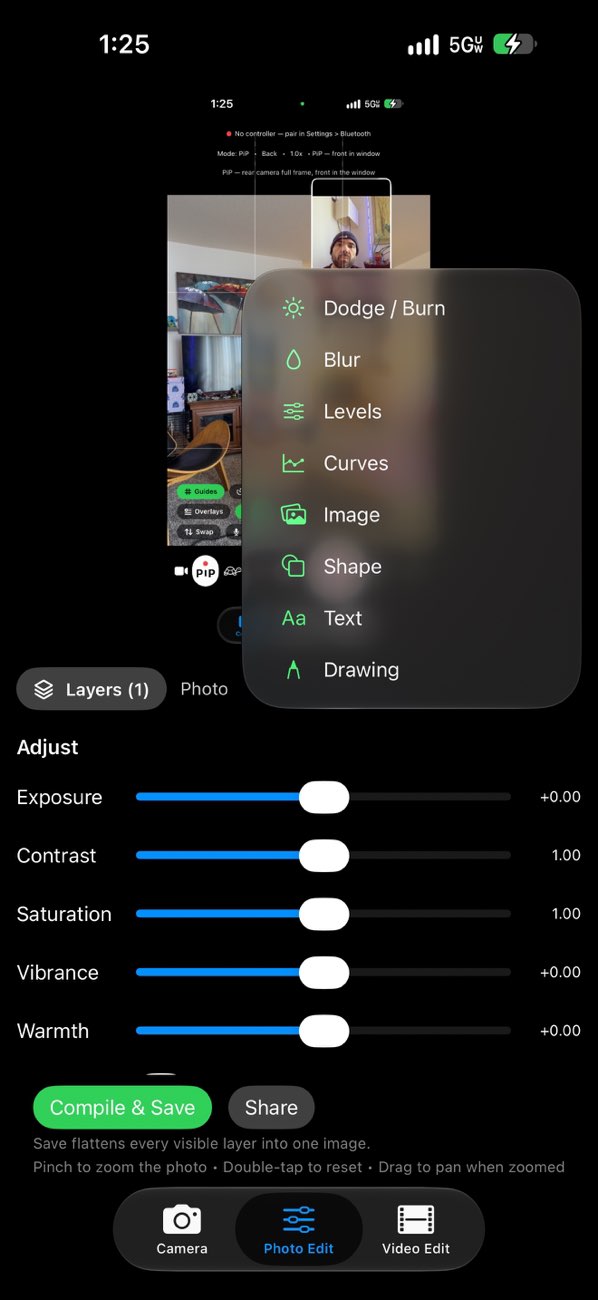 1:25
5G UW
1:25
5G
No controller — pair in Settings > Bluetooth
Mode: PiP • Back • 1.0x • PiP — front in window
PiP — rear camera full frame, front in the window
Guides
Overlays
Swap
PiP
Dodge / Burn
Blur
Levels
Curves
Image
Shape
Aa Text
Drawing
Layers (1)
Photo
Adjust
Exposure +0.00
Contrast 1.00
Saturation 1.00
Vibrance +0.00
Warmth +0.00
Compile & Save
Share
Save flattens every visible layer into one image.
Pinch to zoom the photo • Double-tap to reset • Drag to pan when zoomed
Camera
Photo Edit
Video Edit